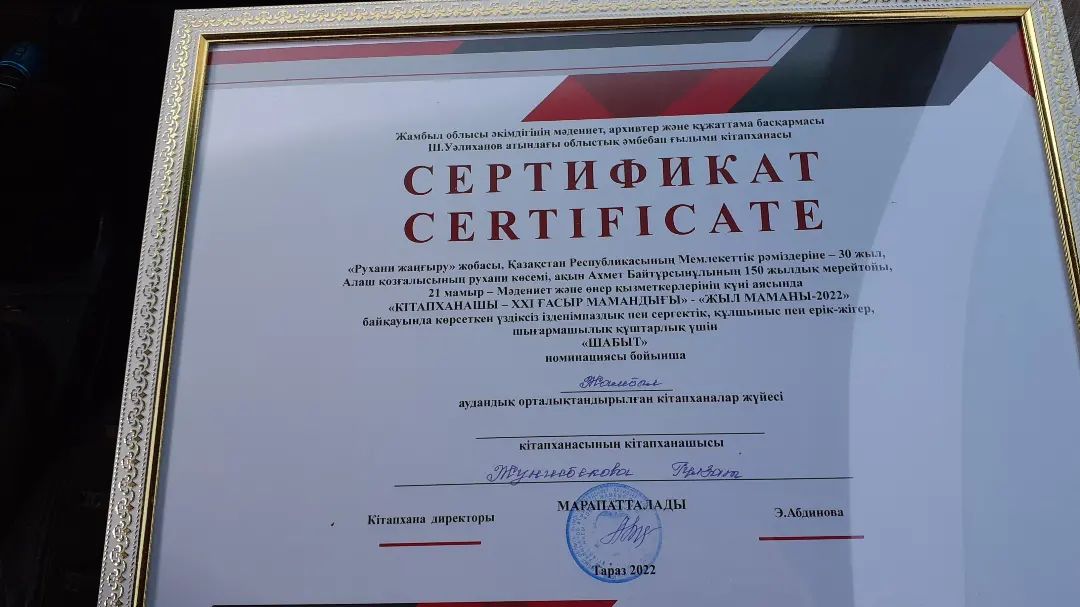 Жамбыл облысы әкімдігінің мәдениет, архивтер және құжаттама басқармасы
Ш.Уәлиханов атындағы облыстық әмбебап ғылыми кітапханасы
СЕРТИФИКАТ
CERTIFICATE
«Рухани жаңғыру» жобасы, Қазақстан Республикасының Мемлекеттік рәміздеріне – 30 жыл,
Алаш қозғалысының рухани көсемі, ақын Ахмет Байтұрсынұлының 150 жылдық мерейтойы,
21 мамыр – Мәдениет және өнер қызметкерлерінің күні аясында
«КІТАПХАНАШЫ – ХХІ ҒАСЫР МАМАНДЫҒЫ» - «ЖЫЛ МАМАНЫ-2022»
байқауында көрсеткен үздіксіз ізденімпаздық пен сергектік, құлшыныс пен ерік-жігер,
шығармашылық құштарлық үшін
«ШАБЫТ»
номинациясы бойынша
Жамбыл
аудандық орталықтандырылған кітапханалар жүйесі
кітапханасының кітапханашысы
Жунисбекова
МАРАПАТТАЛАДЫ
Кітапхана директоры
Э.Абдинова
Тараз 2022